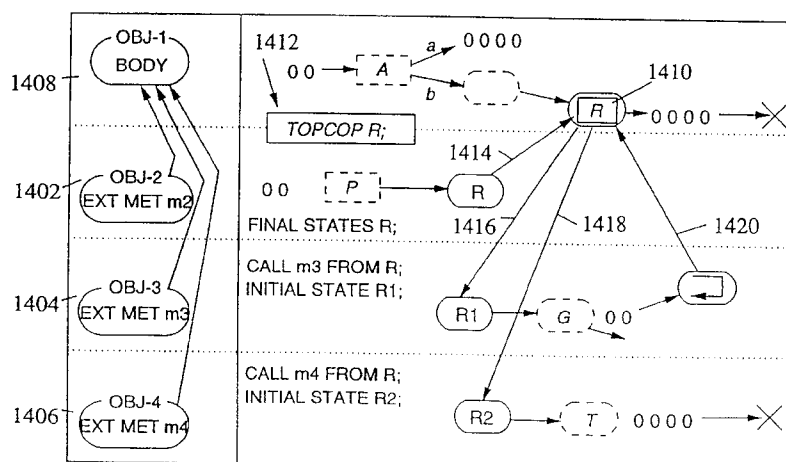 OBJ-1
BODY
1408
1412
a
0 0 0 0
0 0
A
b
R
1410
0 0 0 0
TOPCOP R;
1414
1402
OBJ-2
EXT MET m2
0 0
P
R
1416
1418
1420
FINAL STATES R;
CALL m3 FROM R;
INITIAL STATE R1;
1404
OBJ-3
EXT MET m3
R1
G
0 0
CALL m4 FROM R;
INITIAL STATE R2;
1406
OBJ-4
EXT MET m4
R2
T
0 0 0 0